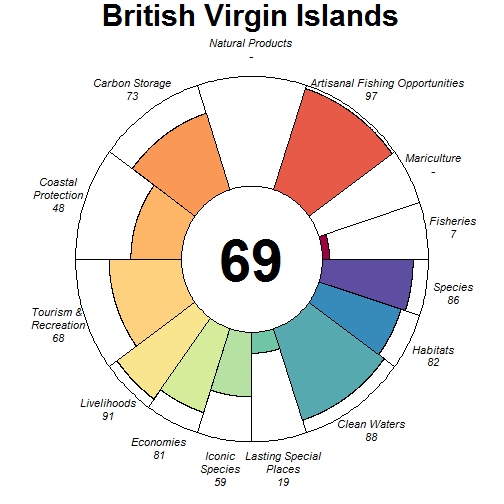 British Virgin Islands
Natural Products
-
Artisanal Fishing Opportunities
97
Mariculture
-
Fisheries
7
Species
86
Habitats
82
Clean Waters
88
Lasting Special
Places
19
Iconic
Species
59
Economies
81
Livelihoods
91
Tourism &
Recreation
68
Coastal
Protection
48
Carbon Storage
73
69